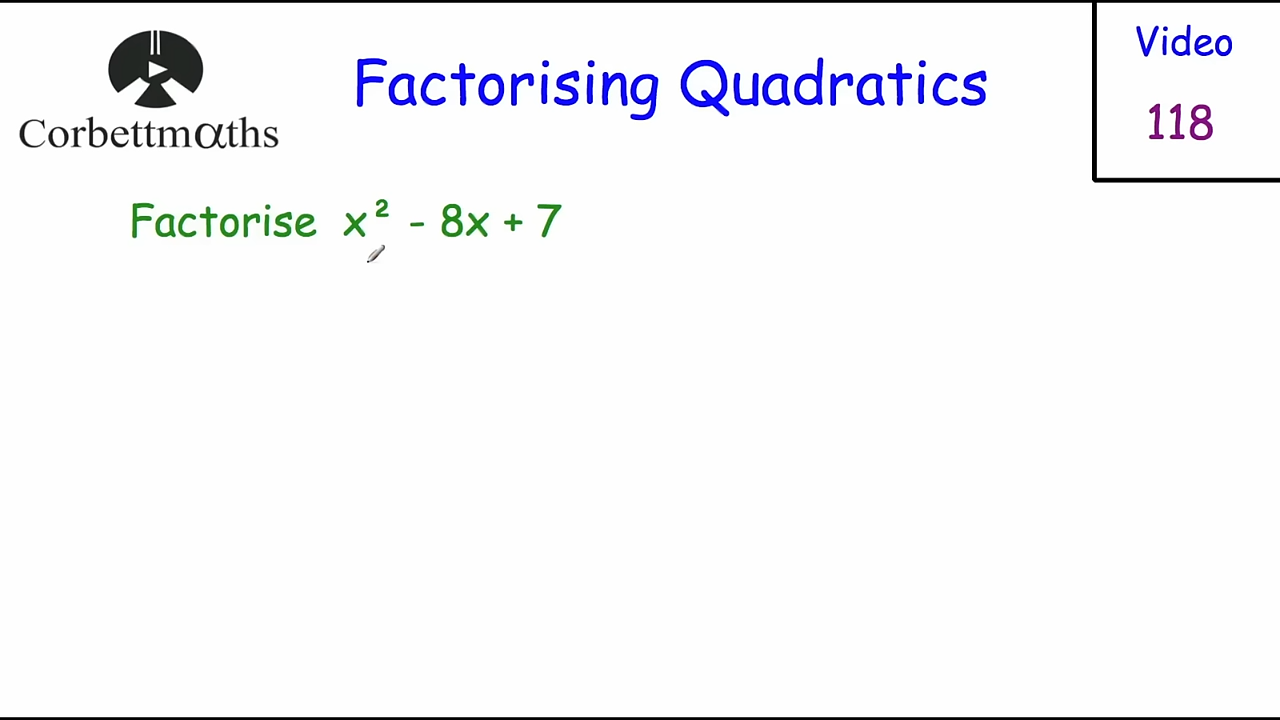 Corbettmαths
Factorising Quadratics
Video
118
Factorise x² - 8x + 7